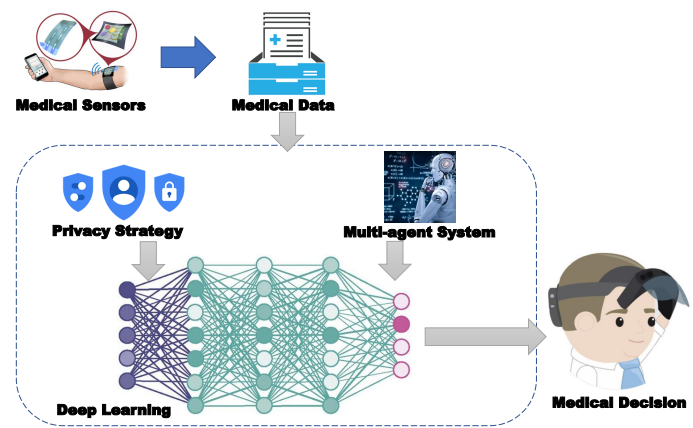 Medical Sensors
Medical Data
Privacy Strategy
Multi-agent System
Deep Learning
Medical Decision